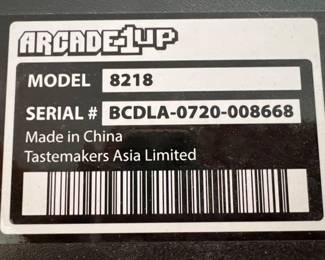 ARCADE1UP
MODEL 8218
SERIAL # BCDLA-0720-008668
Made in China
Tastemakers Asia Limited